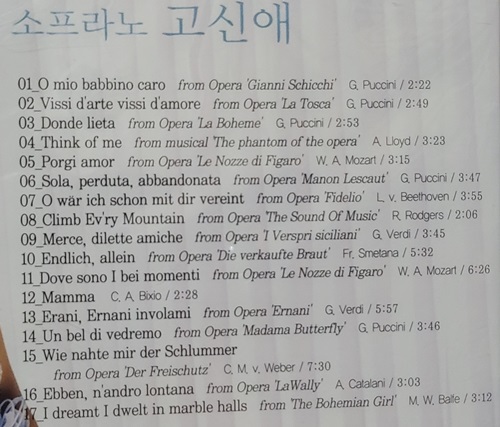 소프라노 고신애
01_O mio babbino caro from Opera 'Gianni Schicchi' G. Puccini / 2:22
02_Vissi d'arte vissi d'amore from Opera 'La Tosca' G. Puccini / 2:49
03_Donde lieta from Opera 'La Boheme' G, Puccini / 2:53
04_Think of me from musical 'The phantom of the opera' A. Lloyd / 3:23
05_Porgi amor from Opera 'Le Nozze di Figaro' W. A. Mozart / 3:15
06_Sola, perduta, abbandonata from Opera 'Manon Lescaut' G, Puccini / 3:47
07_O wär ich schon mit dir vereint from Opera 'Fidelio' L. v. Beethoven / 3:55
08_Climb Ev'ry Mountain from Opera 'The Sound Of Music' R. Rodgers / 2:06
09_Merce, dilette amiche from Opera 'I Verspri siciliani' G. Verdi / 3:45
10_Endlich, allein from Opera 'Die verkaufte Braut' Fr. Smetana / 5:32
11_Dove sono I bei momenti from Opera 'Le Nozze di Figaro' W. A. Mozart / 6:26
12_Mamma C. A. Bixio / 2:28
13_Erani, Ernani involami from Opera 'Ernani' G. Verdi / 5:57
14_Un bel di vedremo from Opera 'Madama Butterfly' G. Puccini / 3:46
15_Wie nahte mir der Schlummer
from Opera 'Der Freischutz' C. M. v. Weber / 7:30
16_Ebben, n'andro lontana from Opera 'LaWally' A. Catalani / 3:03
17_I dreamt I dwelt in marble halls from 'The Bohemian Girl' M. W. Balfe / 3:12